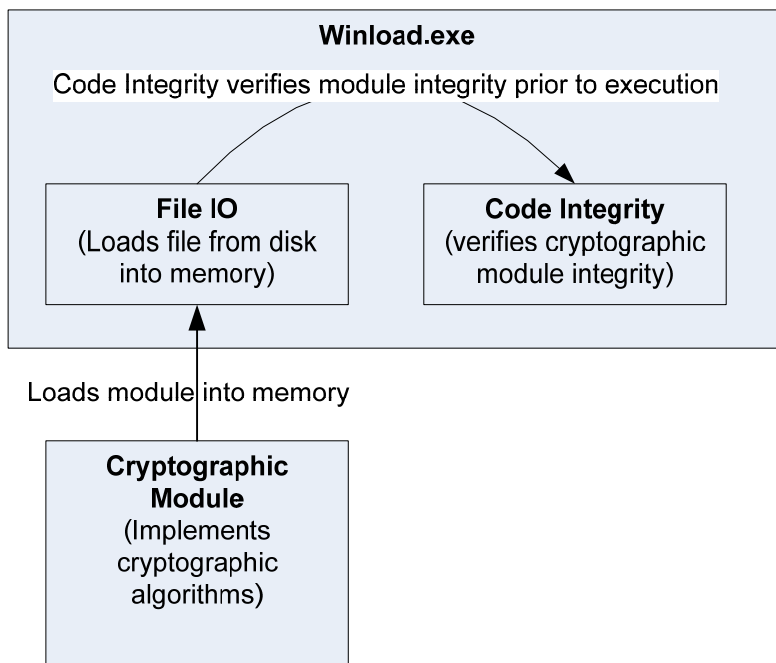 Winload.exe
Code Integrity verifies module integrity prior to execution
File IO
(Loads file from disk
into memory)
Code Integrity
(verifies cryptographic
module integrity)
Loads module into memory
Cryptographic
Module
(Implements
cryptographic
algorithms)